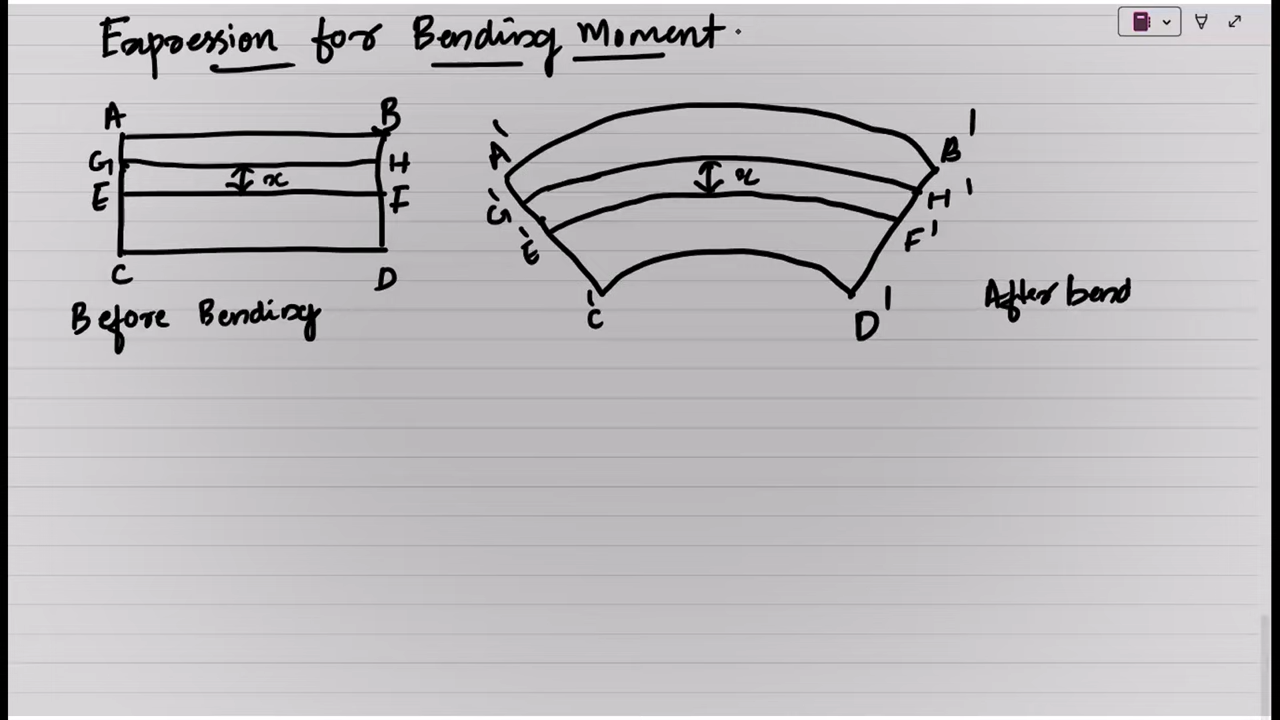 Expression for Bending Moment.
A B
G H
x
E F
C D
Before Bending
A' B'
x
G' H'
E' F'
C' D'
After bend